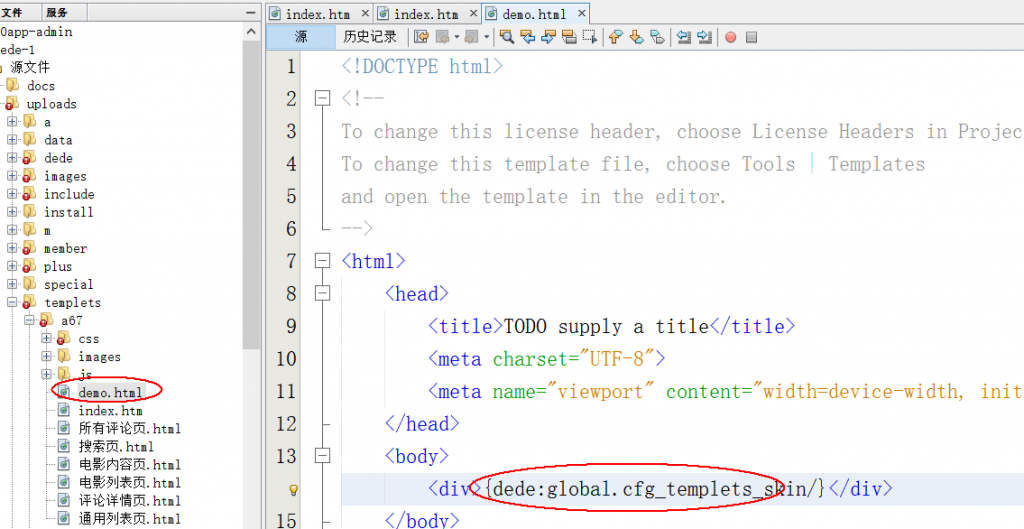 文件
服务
0app-admin
ede-1
源文件
docs
uploads
a
data
dede
images
include
install
m
member
plus
special
templets
a67
css
images
js
demo.html
index.htm
所有评论页.html
搜索页.html
电影内容页.html
电影列表页.html
评论详情页.html
通用列表页.html
index.htm
index.htm
demo.html
源
历史记录
1 <!DOCTYPE html>
2 <!--
3 To change this license header, choose License Headers in Projec
4 To change this template file, choose Tools | Templates
5 and open the template in the editor.
6 -->
7 <html>
8 <head>
9 <title>TODO supply a title</title>
10 <meta charset="UTF-8">
11 <meta name="viewport" content="width=device-width, init
12 </head>
13 <body>
<div>{dede:global.cfg_templets_skin/}</div>
15 </body>